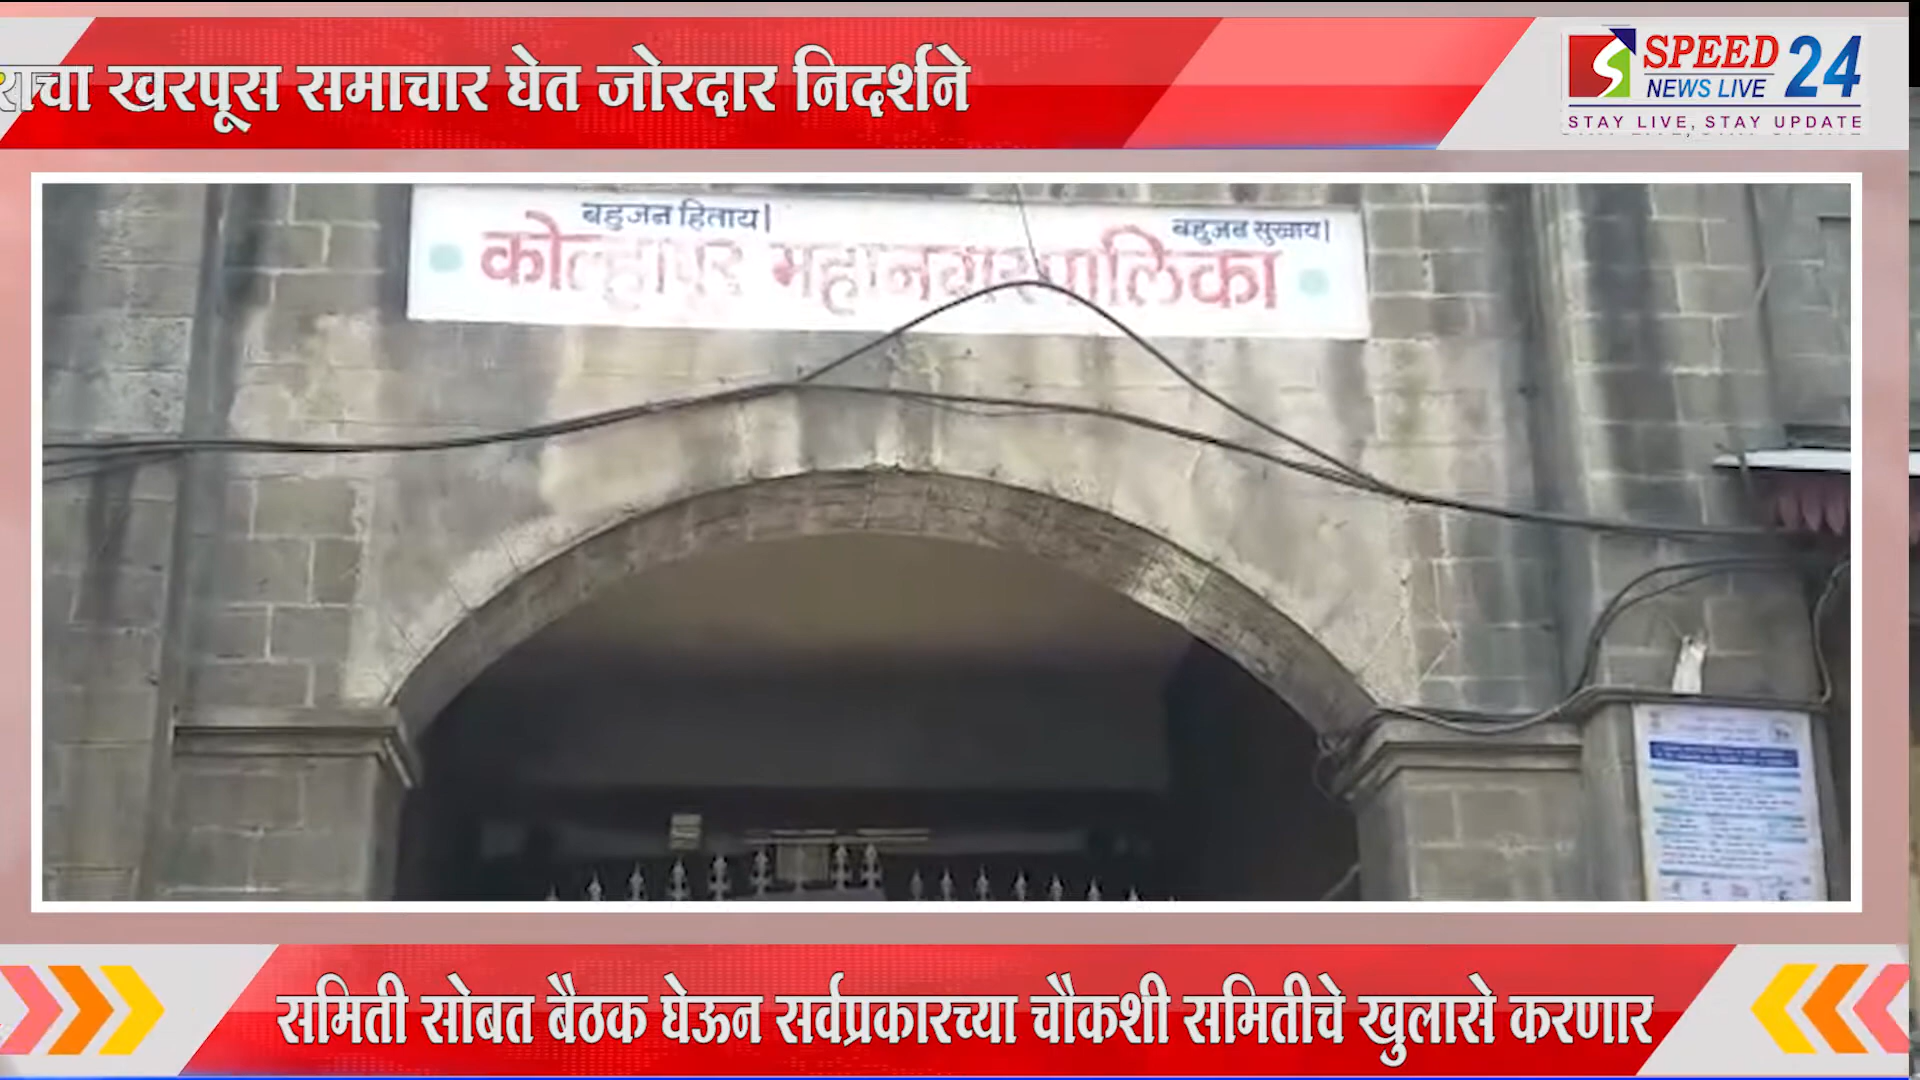 खरपूस समाचार घेत जोरदार निदर्शने
SPEED 24
NEWS LIVE
STAY LIVE, STAY UPDATE
बहुजन हिताय| बहुजन सुखाय|
कोल्हापुर महानगरपालिका
समिती सोबत बैठक घेऊन सर्वप्रकारच्या चौकशी समितीचे खुलासे करणार